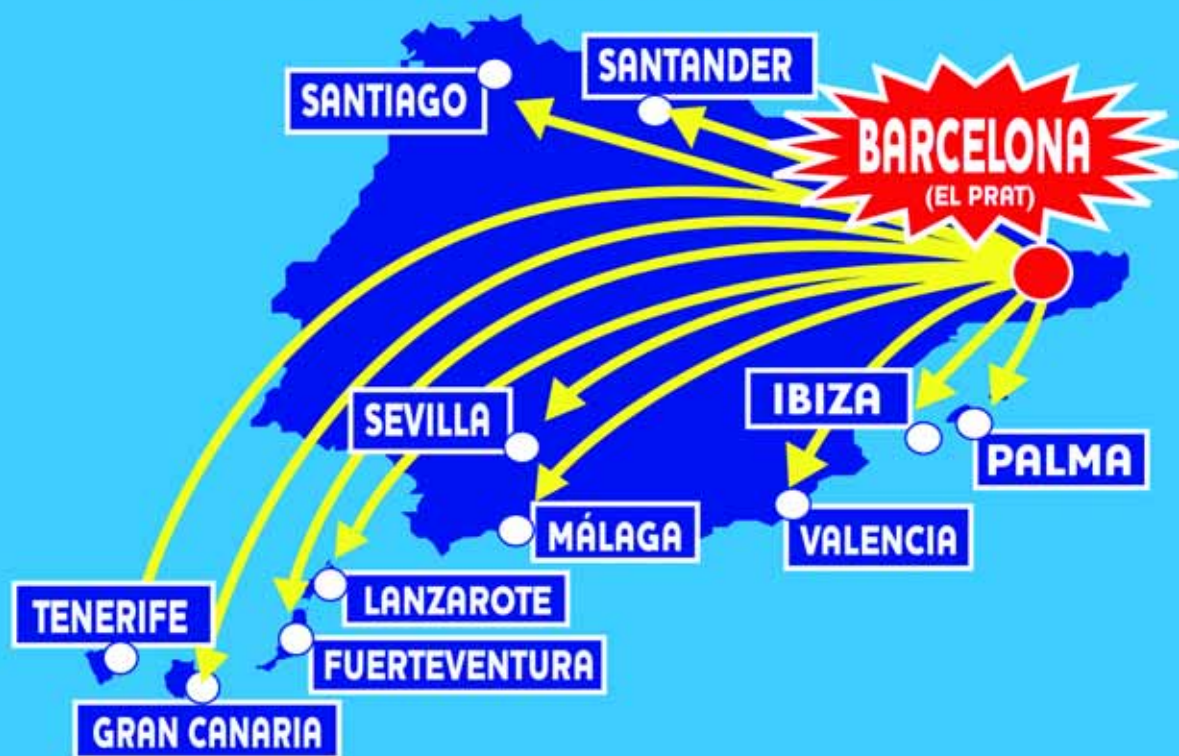 SANTANDER
SANTIAGO
BARCELONA
(EL PRAT)
IBIZA
SEVILLA
PALMA
MÁLAGA
VALENCIA
LANZAROTE
TENERIFE
FUERTEVENTURA
GRAN CANARIA